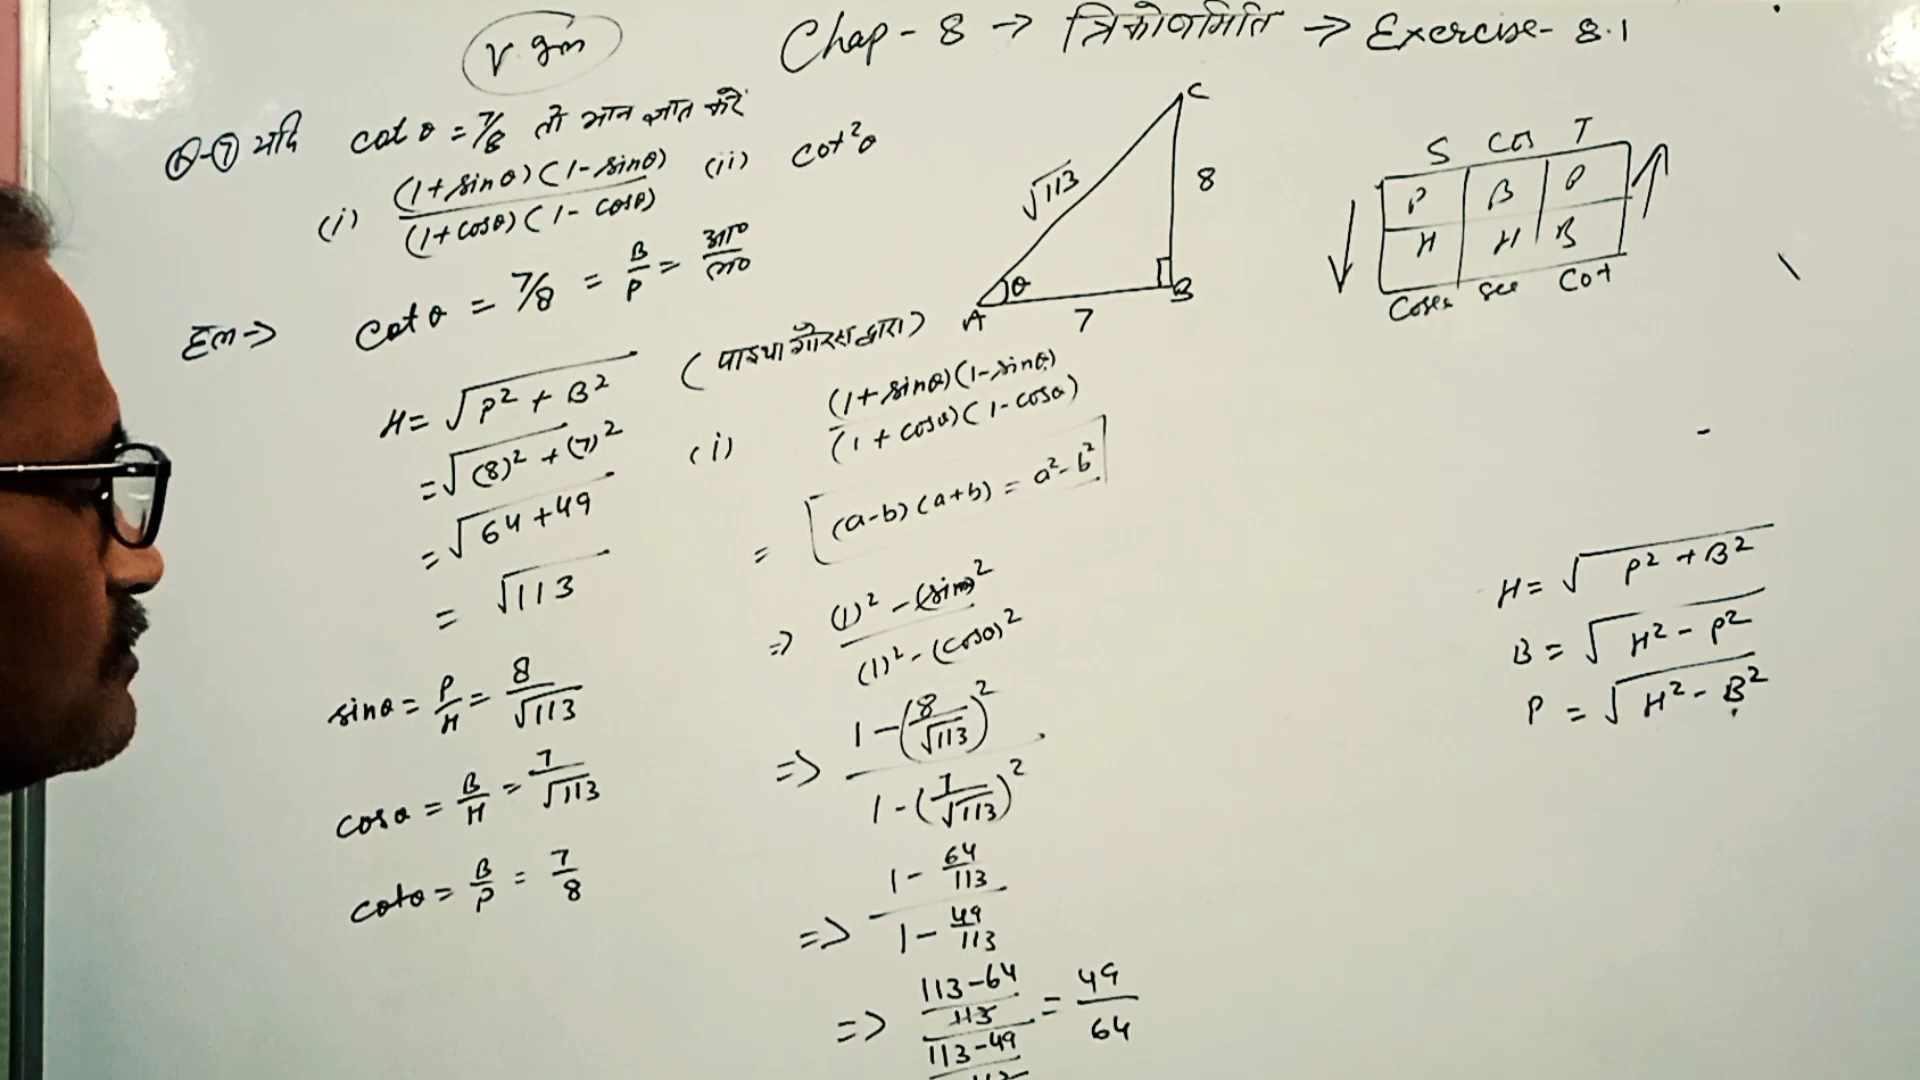 V.Im
Chap-8 → त्रिकोणमिति → Exercise-8.1
Q-7 यदि cot θ = 7/8 तो मान ज्ञात करें
(i) (1+sinθ)(1-sinθ) / (1+cosθ)(1-cosθ) (ii) cot²θ
हल → cot θ = 7/8 = B/P = आ०/ल०
H = √P² + B² (पाइथागोरस द्वारा)
= √(8)² + (7)²
= √64+49
= √113
sinθ = P/H = 8/√113
cosθ = B/H = 7/√113
cotθ = B/P = 7/8
(i) (1+sinθ)(1-sinθ) / (1+cosθ)(1-cosθ)
= [(a-b)(a+b) = a²-b²]
⇒ (1)² - (sinθ)² / (1)² - (cosθ)²
⇒ 1-(8/√113)² / 1-(7/√113)²
⇒ 1 - 64/113 / 1 - 49/113
⇒ 113-64/113 / 113-49/113 = 49/64
C
√113
8
θ
A
7
B
S Cos T
P B P
H H B
Cosec sec Cot
H = √P² + B²
B = √H² - P²
P = √H² - B²